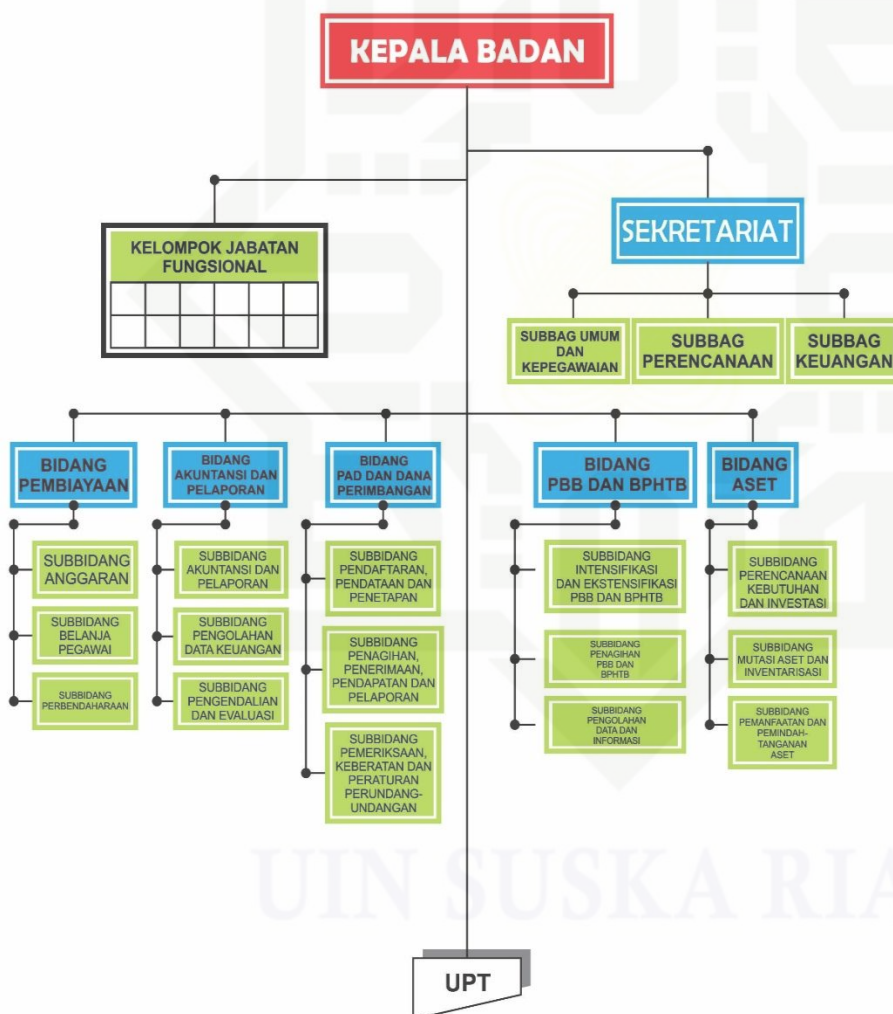 KEPALA BADAN
KELOMPOK JABATAN
FUNGSIONAL
SEKRETARIAT
SUBBAG UMUM
DAN
KEPEGAWAIAN
SUBBAG
PERENCANAAN
SUBBAG
KEUANGAN
BIDANG
PEMBIAYAAN
SUBBIDANG
ANGGARAN
SUBBIDANG
BELANJA
PEGAWAI
SUBBIDANG
PERBENDAHARAAN
BIDANG
AKUNTANSI DAN
PELAPORAN
SUBBIDANG
AKUNTANSI DAN
PELAPORAN
SUBBIDANG
PENGOLAHAN
DATA KEUANGAN
SUBBIDANG
PENGENDALIAN
DAN EVALUASI
BIDANG
PAD DAN DANA
PERIMBANGAN
SUBBIDANG
PENDAFTARAN,
PENDATAAN DAN
PENETAPAN
SUBBIDANG
PENAGIHAN,
PENERIMAAN,
PENDAPATAN DAN
PELAPORAN
SUBBIDANG
PEMERIKSAAN,
KEBERATAN DAN
PERATURAN
PERUNDANG-
UNDANGAN
BIDANG
PBB DAN BPHTB
SUBBIDANG
INTENSIFIKASI
DAN EKSTENSIFIKASI
PBB DAN BPHTB
SUBBIDANG
PENAGIHAN
PBB DAN
BPHTB
SUBBIDANG
PENGOLAHAN
DATA DAN
INFORMASI
BIDANG
ASET
SUBBIDANG
PERENCANAAN
KEBUTUHAN
DAN INVESTASI
SUBBIDANG
MUTASI ASET DAN
INVENTARISASI
SUBBIDANG
PEMANFAATAN DAN
PEMINDAH-
TANGANAN
ASET
UIN SUSKA RIA
UPT